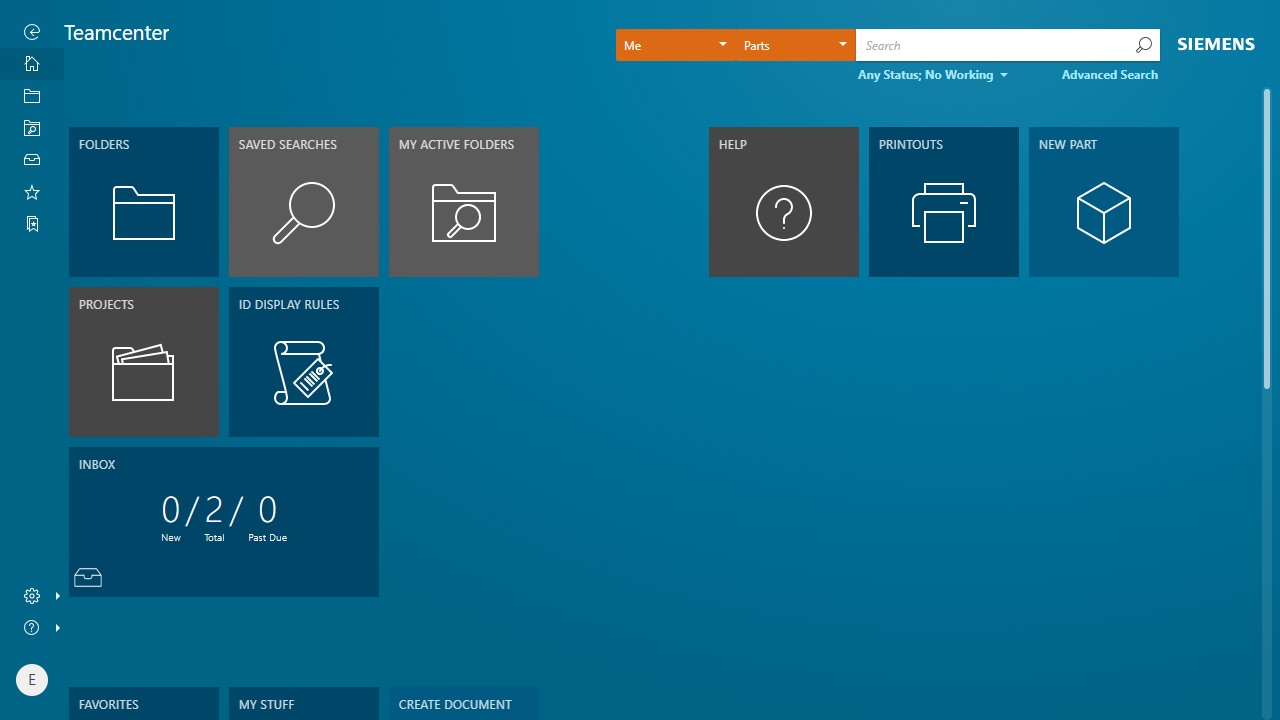 Teamcenter
Me
Parts
Search
SIEMENS
Any Status; No Working
Advanced Search
FOLDERS
SAVED SEARCHES
MY ACTIVE FOLDERS
HELP
PRINTOUTS
NEW PART
PROJECTS
ID DISPLAY RULES
INBOX
0 / 2 / 0
New Total Past Due
E
FAVORITES
MY STUFF
CREATE DOCUMENT